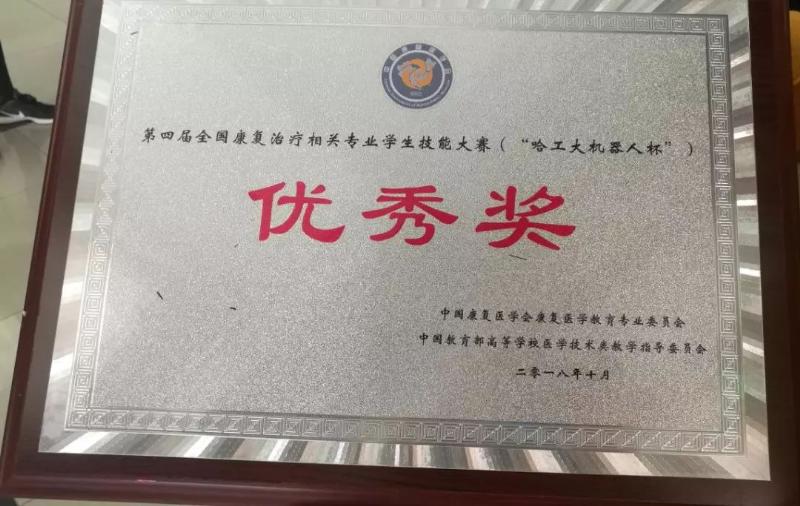 第四届全国康复治疗相关专业学生技能大赛(“哈工大机器人杯”)
优秀奖
中国康复医学会康复医学教育专业委员会
中国教育部高等学校医学技术类教学指导委员会
二零一八年十月